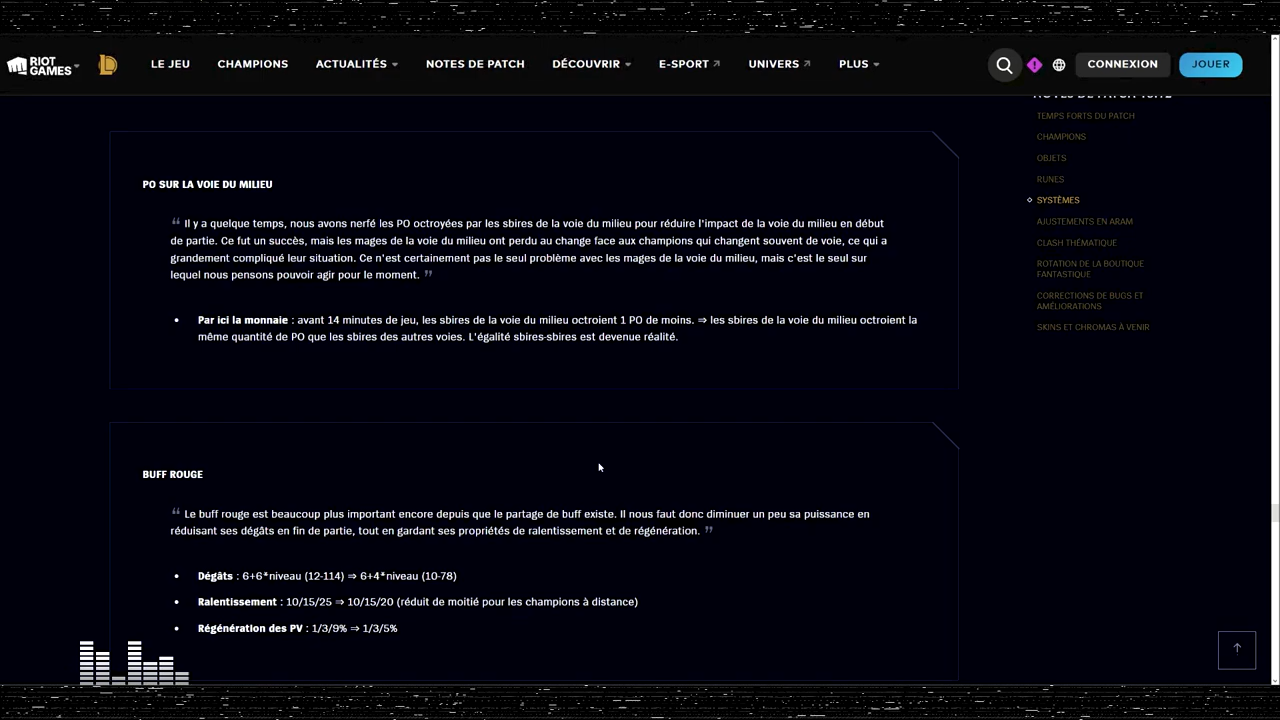 RIOT GAMES
LE JEU
CHAMPIONS
ACTUALITÉS
NOTES DE PATCH
DÉCOUVRIR
E-SPORT
UNIVERS
PLUS
CONNEXION
JOUER
PO SUR LA VOIE DU MILIEU
“ Il y a quelque temps, nous avons nerfé les PO octroyées par les sbires de la voie du milieu pour réduire l'impact de la voie du milieu en début
de partie. Ce fut un succès, mais les mages de la voie du milieu ont perdu au change face aux champions qui changent souvent de voie, ce qui a
grandement compliqué leur situation. Ce n'est certainement pas le seul problème avec les mages de la voie du milieu, mais c'est le seul sur
lequel nous pensons pouvoir agir pour le moment. ”
• Par ici la monnaie : avant 14 minutes de jeu, les sbires de la voie du milieu octroient 1 PO de moins. ⇒ les sbires de la voie du milieu octroient la
même quantité de PO que les sbires des autres voies. L'égalité sbires-sbires est devenue réalité.
BUFF ROUGE
“ Le buff rouge est beaucoup plus important encore depuis que le partage de buff existe. Il nous faut donc diminuer un peu sa puissance en
réduisant ses dégâts en fin de partie, tout en gardant ses propriétés de ralentissement et de régénération. ”
• Dégâts : 6+6*niveau (12-114) ⇒ 6+4*niveau (10-78)
• Ralentissement : 10/15/25 ⇒ 10/15/20 (réduit de moitié pour les champions à distance)
• Régénération des PV : 1/3/9% ⇒ 1/3/5%
NOTES DE PATCH
TEMPS FORTS DU PATCH
CHAMPIONS
OBJETS
RUNES
SYSTÈMES
AJUSTEMENTS EN ARAM
CLASH THÉMATIQUE
ROTATION DE LA BOUTIQUE
FANTASTIQUE
CORRECTIONS DE BUGS ET
AMÉLIORATIONS
SKINS ET CHROMAS À VENIR